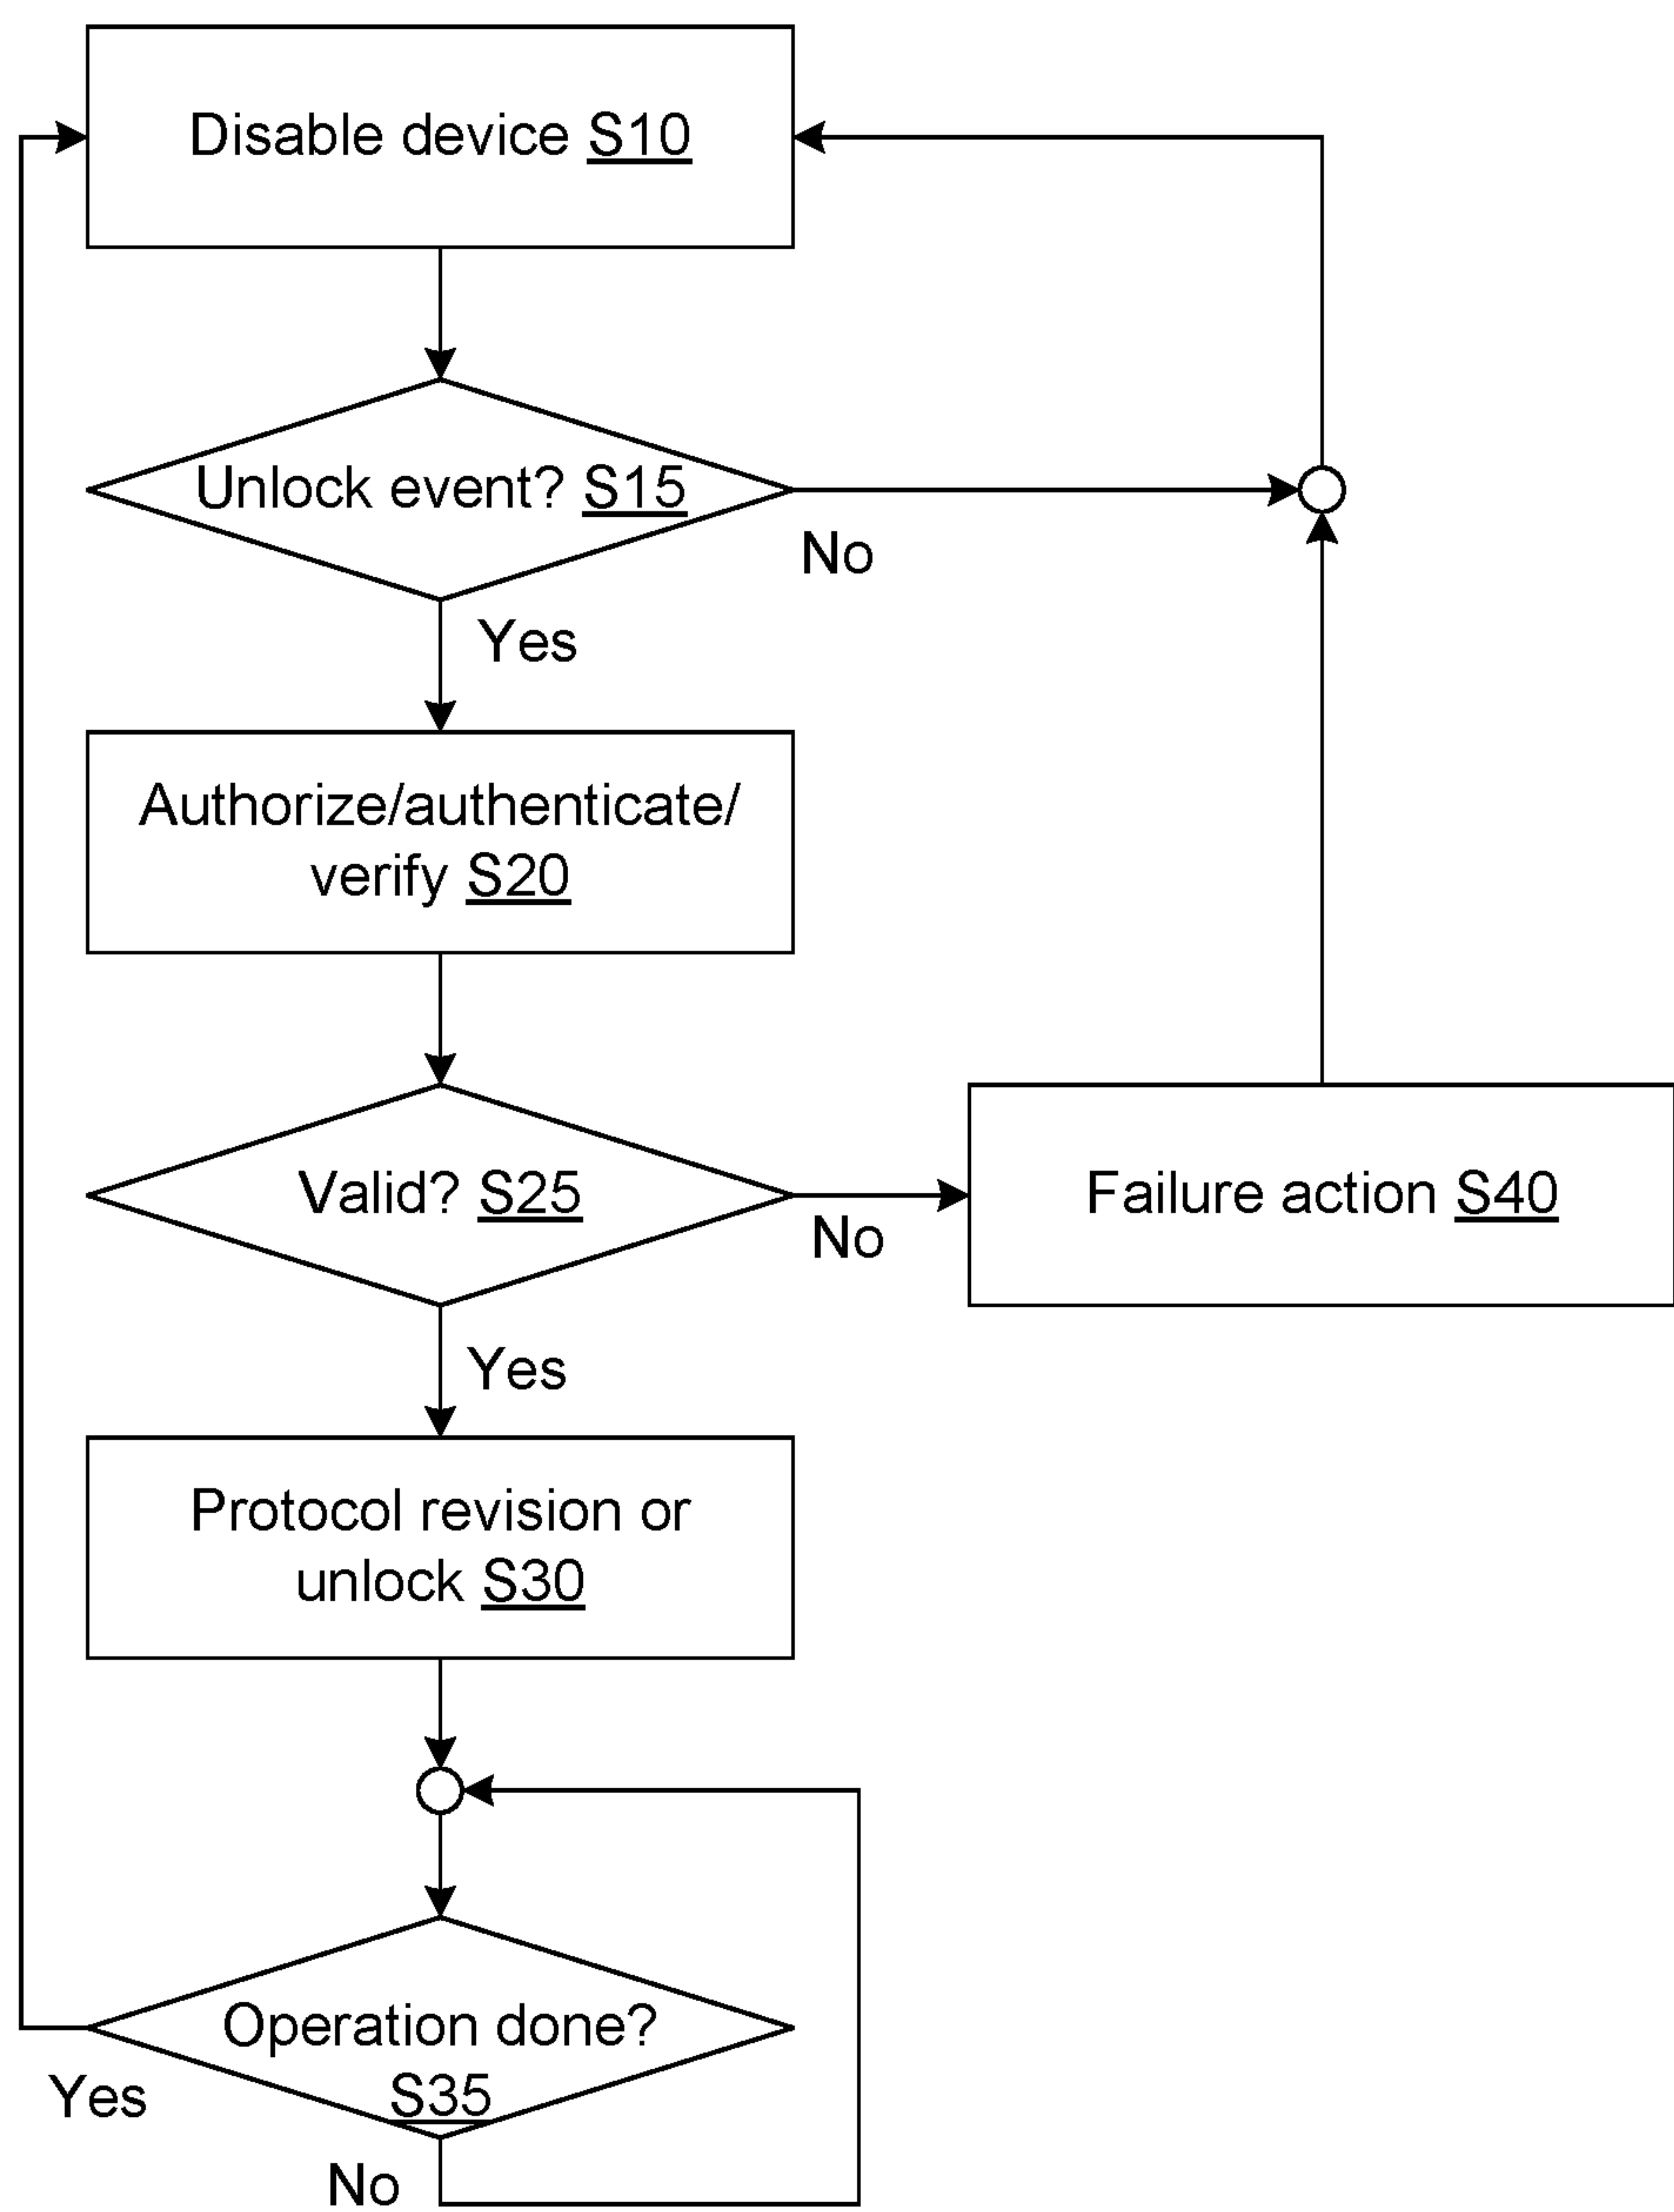 Disable device S10
Unlock event? S15
No
Yes
Authorize/authenticate/
verify S20
Valid? S25
No
Failure action S40
Yes
Protocol revision or
unlock S30
Operation done?
S35
Yes
No